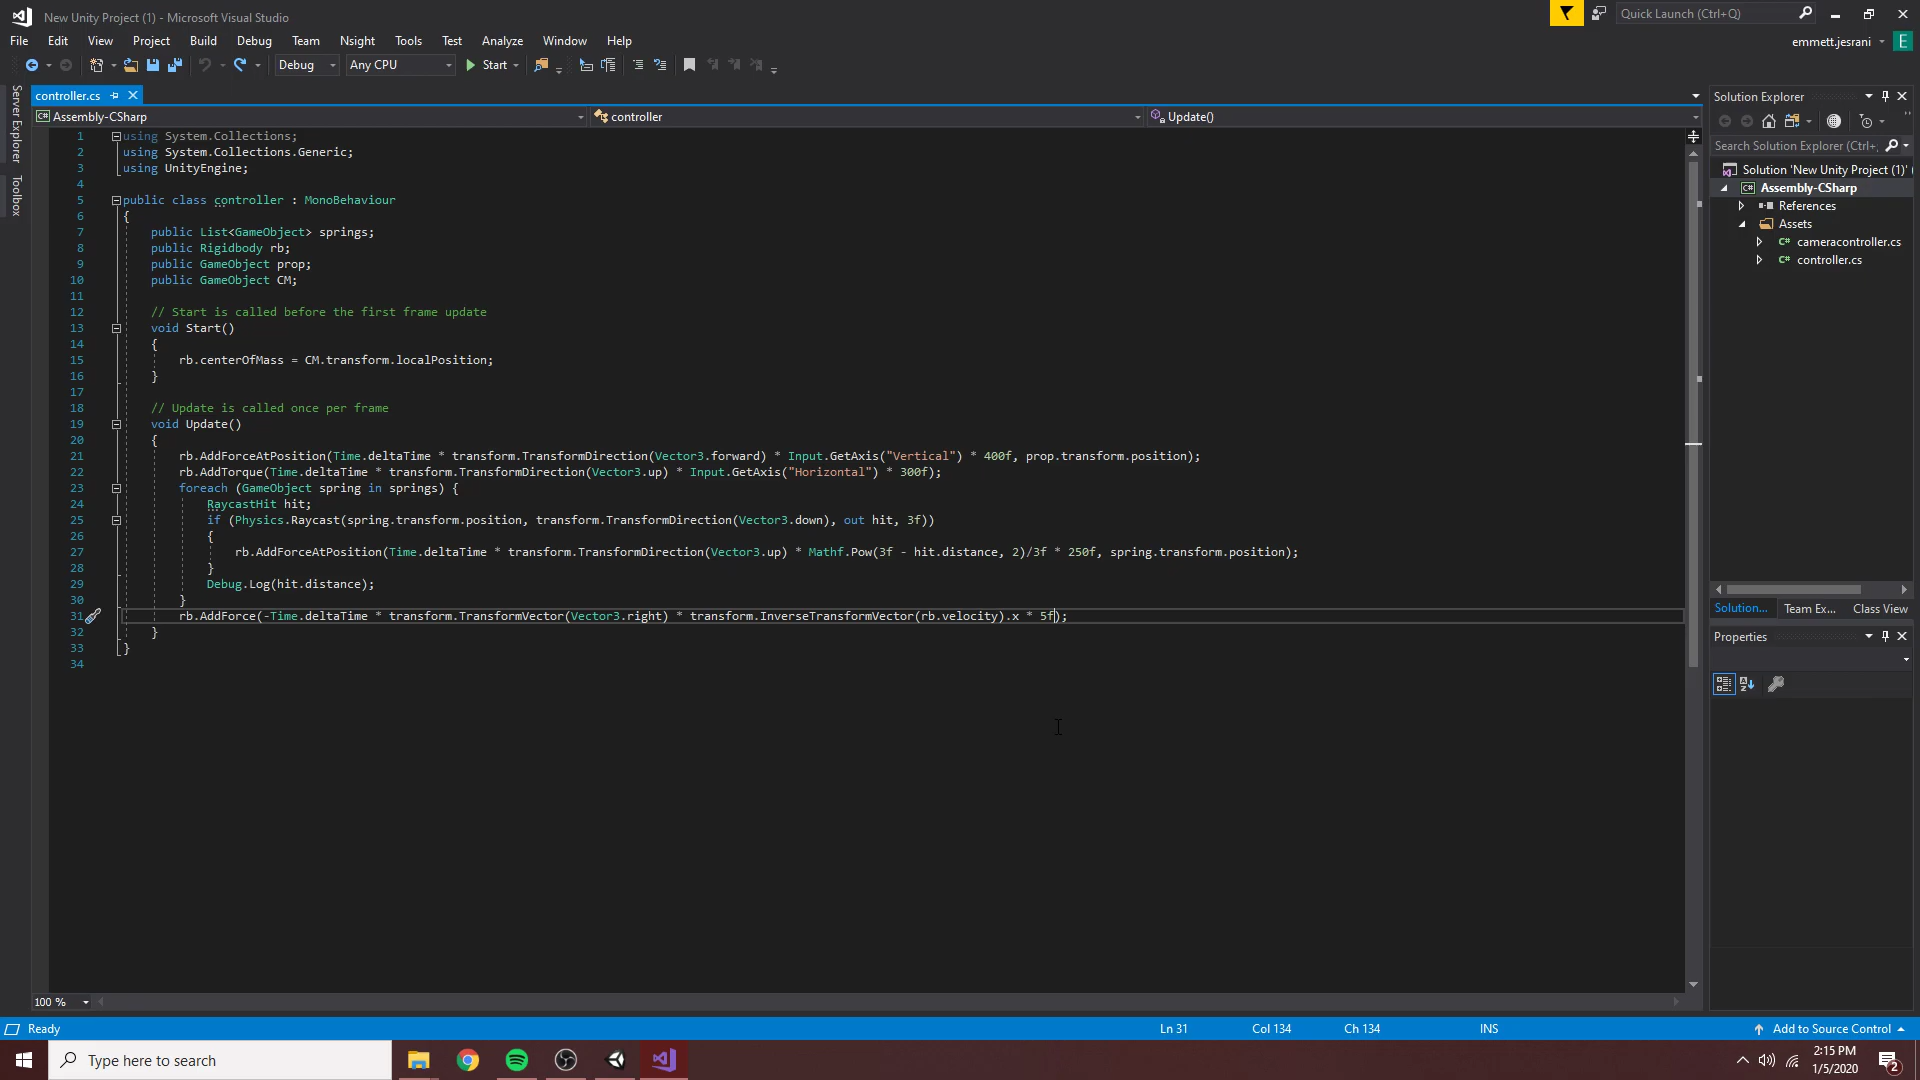 New Unity Project (1) - Microsoft Visual Studio
Quick Launch (Ctrl+Q)
File Edit View Project Build Debug Team Nsight Tools Test Analyze Window Help
emmett.jesrani
E
Debug Any CPU Start
Server Explorer
Toolbox
controller.cs
Assembly-CSharp controller Update()
1 using System.Collections;
2 using System.Collections.Generic;
3 using UnityEngine;
4
5 public class controller : MonoBehaviour
6 {
7 public List<GameObject> springs;
8 public Rigidbody rb;
9 public GameObject prop;
10 public GameObject CM;
11
12 // Start is called before the first frame update
13 void Start()
14 {
15 rb.centerOfMass = CM.transform.localPosition;
16 }
17
18 // Update is called once per frame
19 void Update()
20 {
21 rb.AddForceAtPosition(Time.deltaTime * transform.TransformDirection(Vector3.forward) * Input.GetAxis("Vertical") * 400f, prop.transform.position);
22 rb.AddTorque(Time.deltaTime * transform.TransformDirection(Vector3.up) * Input.GetAxis("Horizontal") * 300f);
23 foreach (GameObject spring in springs) {
24 RaycastHit hit;
25 if (Physics.Raycast(spring.transform.position, transform.TransformDirection(Vector3.down), out hit, 3f))
26 {
27 rb.AddForceAtPosition(Time.deltaTime * transform.TransformDirection(Vector3.up) * Mathf.Pow(3f - hit.distance, 2)/3f * 250f, spring.transform.position);
28 }
29 Debug.Log(hit.distance);
30 }
31 rb.AddForce(-Time.deltaTime * transform.TransformVector(Vector3.right) * transform.InverseTransformVector(rb.velocity).x * 5f);
32 }
33 }
34
Solution Explorer
Search Solution Explorer (Ctrl+;
Solution 'New Unity Project (1)' (
C# Assembly-CSharp
References
Assets
C# cameracontroller.cs
C# controller.cs
Solution... Team Ex... Class View
Properties
100 %
Ready
Ln 31 Col 134 Ch 134 INS
Add to Source Control
Type here to search
2:15 PM
1/5/2020
2